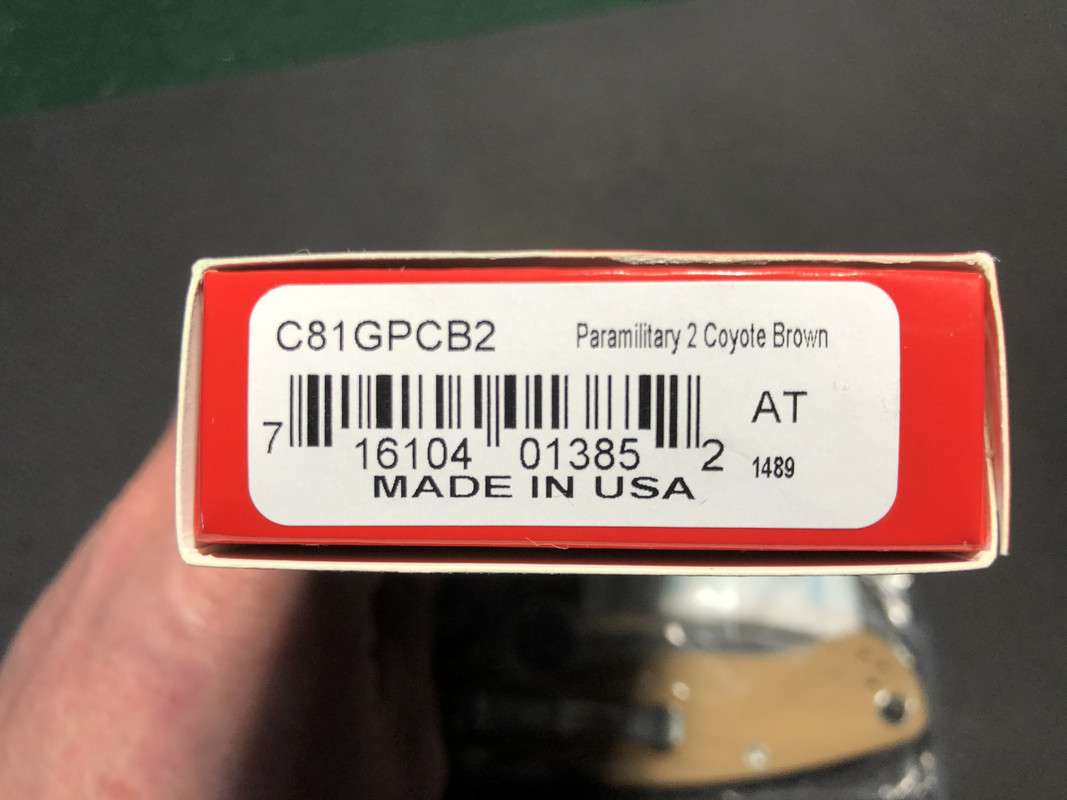 C81GPCB2 Paramilitary 2 Coyote Brown
AT
7 16104 01385 2
1489
MADE IN USA